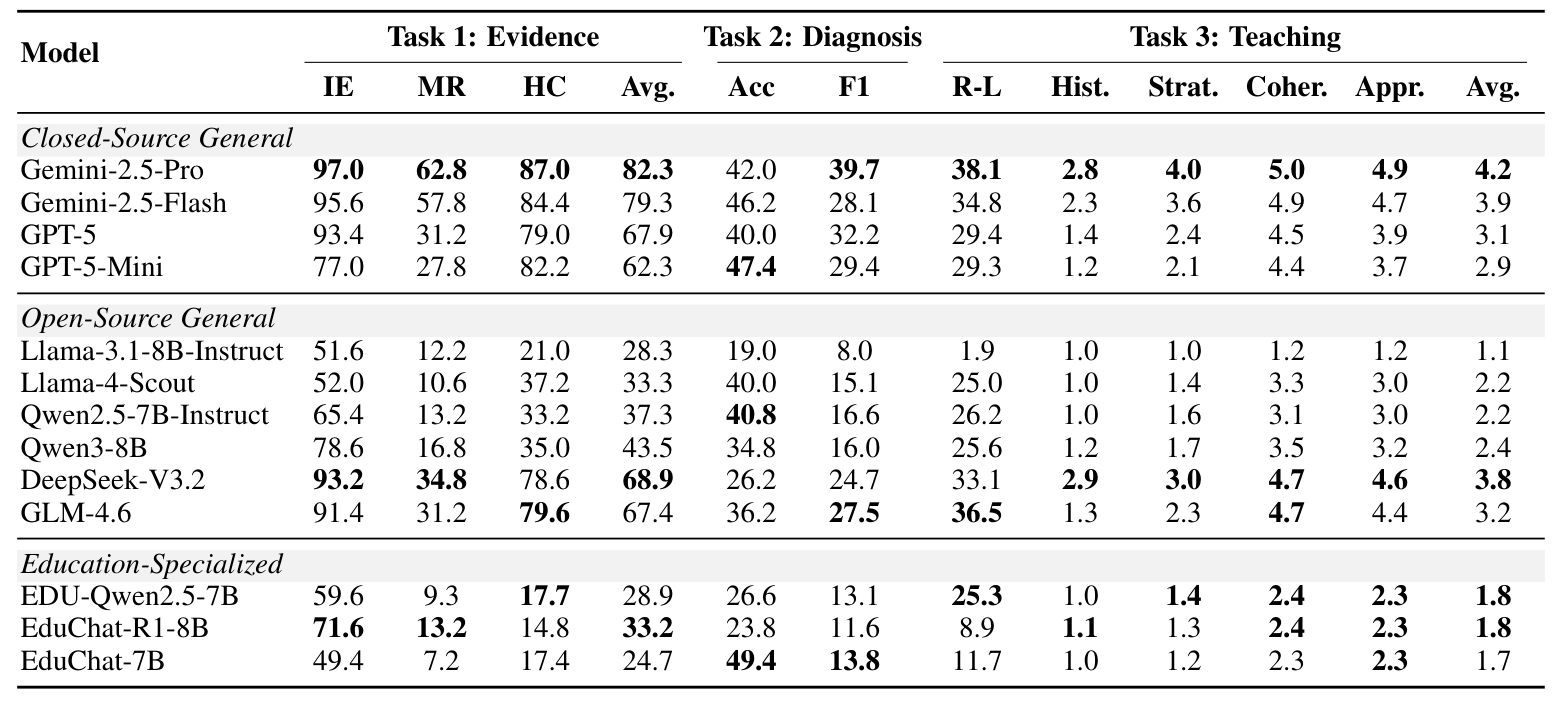 Model Task 1: Evidence Task 2: Diagnosis Task 3: Teaching
IE MR HC Avg. Acc F1 R-L Hist. Strat. Coher. Appr. Avg.
Closed-Source General
Gemini-2.5-Pro 97.0 62.8 87.0 82.3 42.0 39.7 38.1 2.8 4.0 5.0 4.9 4.2
Gemini-2.5-Flash 95.6 57.8 84.4 79.3 46.2 28.1 34.8 2.3 3.6 4.9 4.7 3.9
GPT-5 93.4 31.2 79.0 67.9 40.0 32.2 29.4 1.4 2.4 4.5 3.9 3.1
GPT-5-Mini 77.0 27.8 82.2 62.3 47.4 29.4 29.3 1.2 2.1 4.4 3.7 2.9
Open-Source General
Llama-3.1-8B-Instruct 51.6 12.2 21.0 28.3 19.0 8.0 1.9 1.0 1.0 1.2 1.2 1.1
Llama-4-Scout 52.0 10.6 37.2 33.3 40.0 15.1 25.0 1.0 1.4 3.3 3.0 2.2
Qwen2.5-7B-Instruct 65.4 13.2 33.2 37.3 40.8 16.6 26.2 1.0 1.6 3.1 3.0 2.2
Qwen3-8B 78.6 16.8 35.0 43.5 34.8 16.0 25.6 1.2 1.7 3.5 3.2 2.4
DeepSeek-V3.2 93.2 34.8 78.6 68.9 26.2 24.7 33.1 2.9 3.0 4.7 4.6 3.8
GLM-4.6 91.4 31.2 79.6 67.4 36.2 27.5 36.5 1.3 2.3 4.7 4.4 3.2
Education-Specialized
EDU-Qwen2.5-7B 59.6 9.3 17.7 28.9 26.6 13.1 25.3 1.0 1.4 2.4 2.3 1.8
EduChat-R1-8B 71.6 13.2 14.8 33.2 23.8 11.6 8.9 1.1 1.3 2.4 2.3 1.8
EduChat-7B 49.4 7.2 17.4 24.7 49.4 13.8 11.7 1.0 1.2 2.3 2.3 1.7